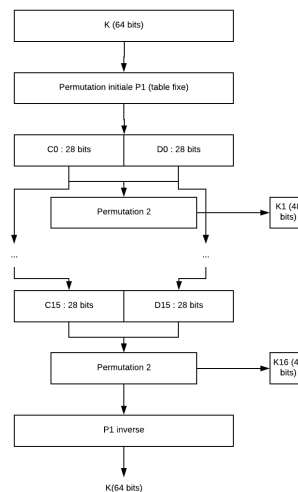 K (64 bits)
Permutation initiale P1 (table fixe)
C0 : 28 bits
D0 : 28 bits
Permutation 2
K1 (48
bits)
...
...
C15 : 28 bits
D15 : 28 bits
Permutation 2
K16 (4
bits)
P1 inverse
K(64 bits)